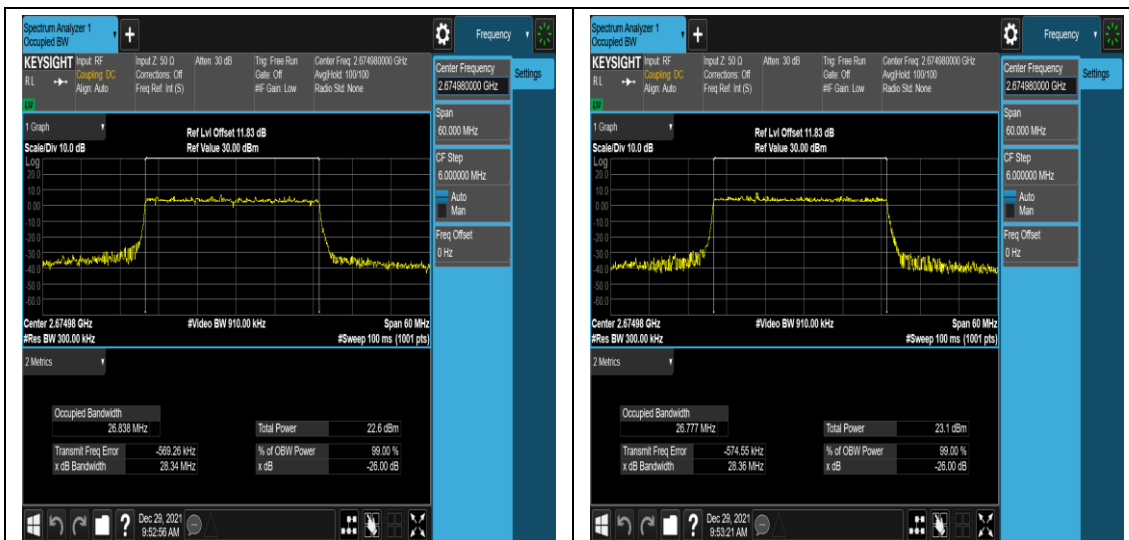 Spectrum Analyzer 1
Occupied BW
+
Frequency
KEYSIGHT
R L
Input: RF
Coupling: DC
Align: Auto
Input Z: 50 Ω
Corrections: Off
Freq Ref: Int (S)
Atten: 30 dB
Trig: Free Run
Gate: Off
#IF Gain: Low
Center Freq: 2.674980000 GHz
Avg|Hold: 100/100
Radio Std: None
Center Frequency
2.674980000 GHz
Settings
Span
60.000 MHz
CF Step
6.000000 MHz
Auto
Man
Freq Offset
0 Hz
1 Graph
Scale/Div 10.0 dB
Ref Lvl Offset 11.83 dB
Ref Value 30.00 dBm
Log
20.0
10.0
0.00
-10.0
-20.0
-30.0
-40.0
-50.0
-60.0
Center 2.67498 GHz
#Video BW 910.00 kHz
Span 60 MHz
#Res BW 300.00 kHz
#Sweep 100 ms (1001 pts)
2 Metrics
Occupied Bandwidth
26.838 MHz
Total Power 22.6 dBm
Transmit Freq Error -569.26 kHz
% of OBW Power 99.00 %
x dB Bandwidth 28.34 MHz
x dB -26.00 dB
?
Dec 29, 2021
9:52:56 AM
Spectrum Analyzer 1
Occupied BW
+
Frequency
KEYSIGHT
R L
Input: RF
Coupling: DC
Align: Auto
Input Z: 50 Ω
Corrections: Off
Freq Ref: Int (S)
Atten: 30 dB
Trig: Free Run
Gate: Off
#IF Gain: Low
Center Freq: 2.674980000 GHz
Avg|Hold: 100/100
Radio Std: None
Center Frequency
2.674980000 GHz
Settings
Span
60.000 MHz
CF Step
6.000000 MHz
Auto
Man
Freq Offset
0 Hz
1 Graph
Scale/Div 10.0 dB
Ref Lvl Offset 11.83 dB
Ref Value 30.00 dBm
Log
20.0
10.0
0.00
-10.0
-20.0
-30.0
-40.0
-50.0
-60.0
Center 2.67498 GHz
#Video BW 910.00 kHz
Span 60 MHz
#Res BW 300.00 kHz
#Sweep 100 ms (1001 pts)
2 Metrics
Occupied Bandwidth
26.777 MHz
Total Power 23.1 dBm
Transmit Freq Error -574.55 kHz
% of OBW Power 99.00 %
x dB Bandwidth 28.36 MHz
x dB -26.00 dB
?
Dec 29, 2021
9:53:21 AM